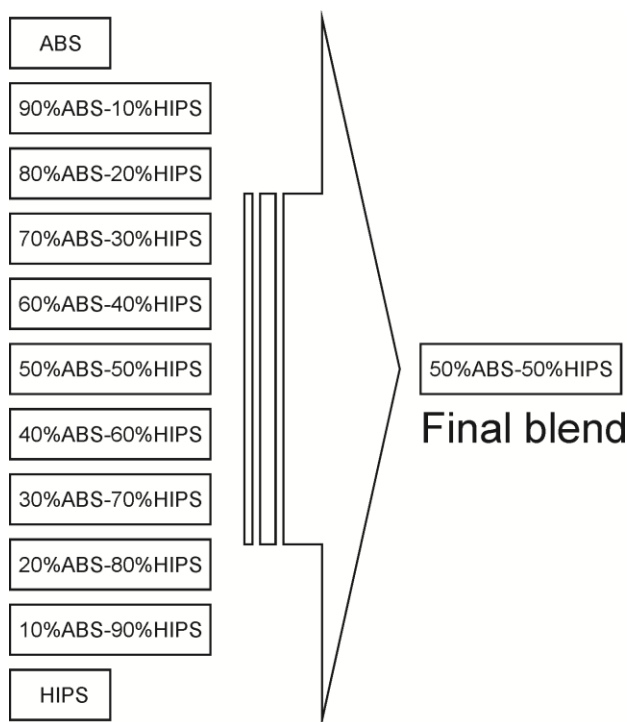 ABS
90%ABS-10%HIPS
80%ABS-20%HIPS
70%ABS-30%HIPS
60%ABS-40%HIPS
50%ABS-50%HIPS
40%ABS-60%HIPS
30%ABS-70%HIPS
20%ABS-80%HIPS
10%ABS-90%HIPS
HIPS
50%ABS-50%HIPS
Final blend